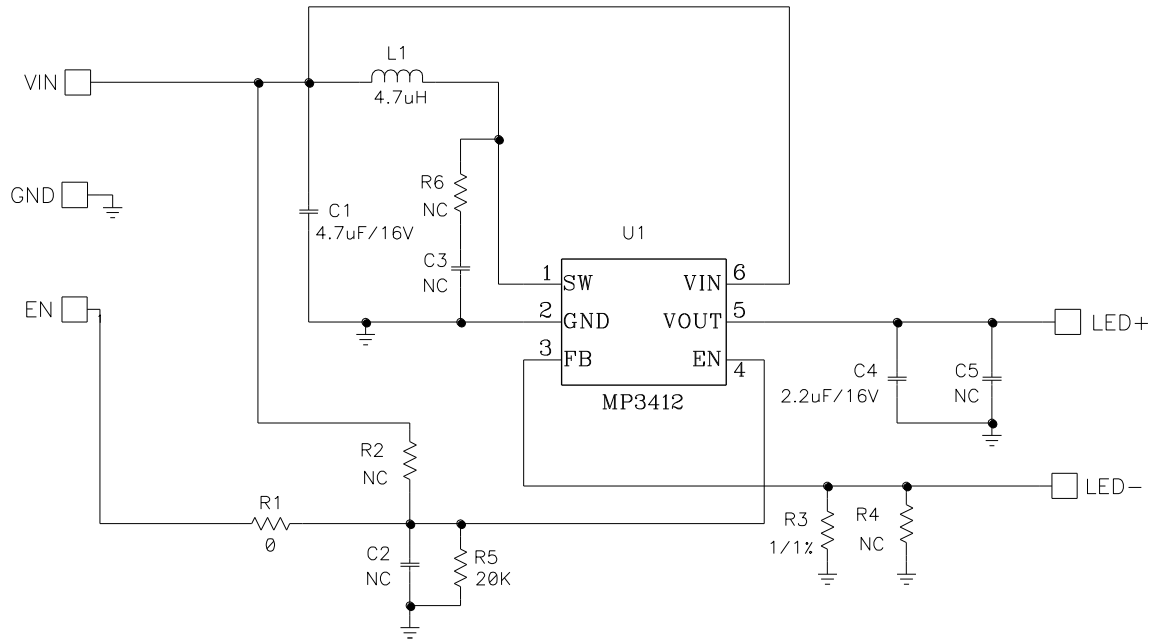 L1
VIN
4.7uH
R6
NC
GND
C1
4.7uF/16V
U1
C3
NC
1
SW
VIN
6
2
GND
VOUT
5
3
FB
EN
4
MP3412
EN
1
LED+
C4
2.2uF/16V
C5
NC
R2
NC
LED-
R1
0
R3
1/1%
R4
NC
C2
NC
R5
20K